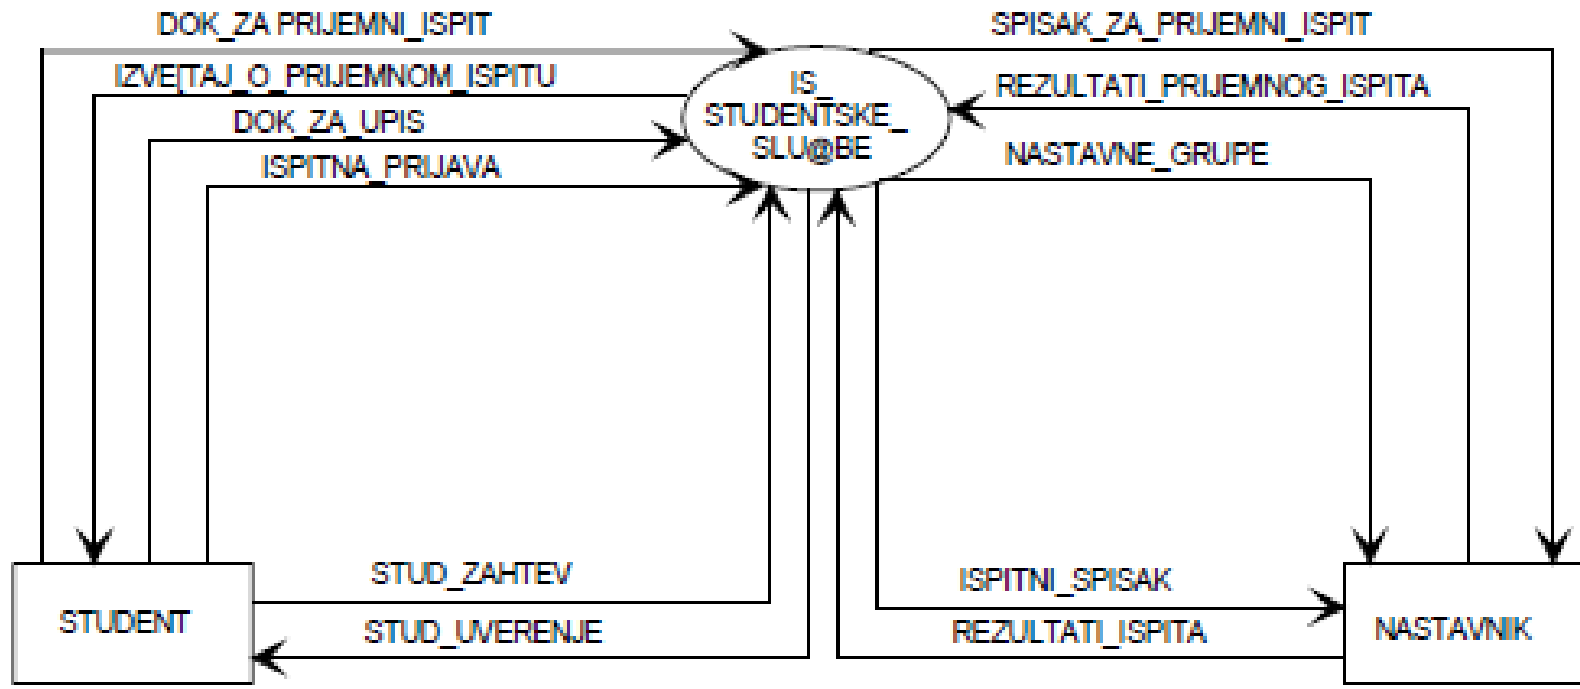 DOK_ZA PRIJEMNI_ISPIT
SPISAK_ZA_PRIJEMNI_ISPIT
IZVE[TAJ_O_PRIJEMNOM_ISPITU
IS_
STUDENTSKE_
SLU@BE
REZULTATI_PRIJEMNOG_ISPITA
DOK_ZA_UPIS
NASTAVNE_GRUPE
ISPITNA_PRIJAVA
STUD_ZAHTEV
ISPITNI_SPISAK
STUDENT
STUD_UVERENJE
REZULTATI_ISPITA
NASTAVNIK